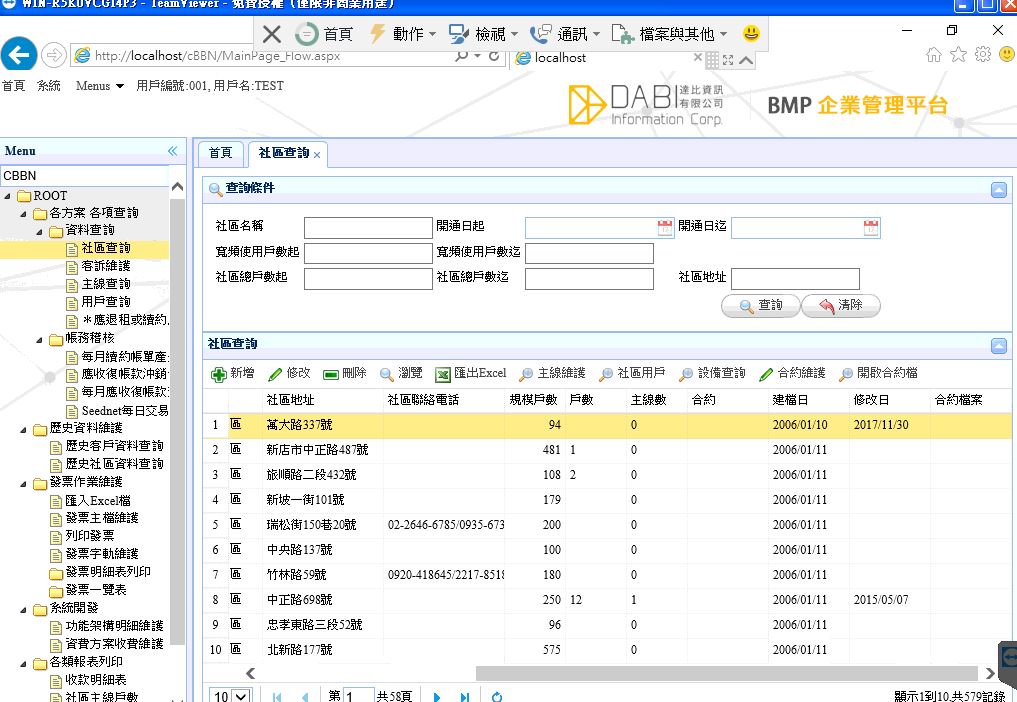 WIN-R5K0VCG14P3 - TeamViewer - 免費授權（僅限非商業用途）
首頁 動作 檢視 通訊 檔案與其他
http://localhost/cBBN/MainPage_Flow.aspx
localhost
首頁 系統 Menus 用戶編號:001, 用戶名:TEST
DABI 達比資訊有限公司
Information Corp.
BMP 企業管理平台
Menu
CBBN
ROOT
各方案 各項查詢
資料查詢
社區查詢
客訴維護
主線查詢
用戶查詢
＊應退租或續約.
帳務稽核
每月續約帳單產
應收復帳款沖銷
每月應收復帳款
Seednet每日交易
歷史資料維護
歷史客戶資料查詢
歷史社區資料查詢
發票作業維護
匯入Excel檔
發票主檔維護
列印發票
發票字軌維護
發票明細表列印
發票一覽表
系統開發
功能架構明細維護
資費方案收費維護
各類報表列印
收款明細表
社區主線戶數
首頁 社區查詢
查詢條件
社區名稱 開通日起 開通日迄
寬頻使用戶數起 寬頻使用戶數迄
社區總戶數起 社區總戶數迄 社區地址
查詢 清除
社區查詢
新增 修改 刪除 瀏覽 匯出Excel 主線維護 社區用戶 設備查詢 合約維護 開啟合約檔
社區地址 社區聯絡電話 規模戶數 戶數 主線數 合約 建檔日 修改日 合約檔案
1 區 萬大路337號 94 0 2006/01/10 2017/11/30
2 區 新店市中正路487號 481 1 0 2006/01/11
3 區 旅順路二段432號 108 2 0 2006/01/11
4 區 新坡一街101號 179 0 2006/01/11
5 區 瑞松街150巷20號 02-2646-6785/0935-673 200 0 2006/01/11
6 區 中央路137號 100 0 2006/01/11
7 區 竹林路59號 0920-418645/2217-8518 180 0 2006/01/11
8 區 中正路698號 250 12 1 2006/01/11 2015/05/07
9 區 忠孝東路三段52號 96 0 2006/01/11
10 區 北新路177號 575 0 2006/01/11
10 第 1 共58頁 顯示1到10,共579記錄